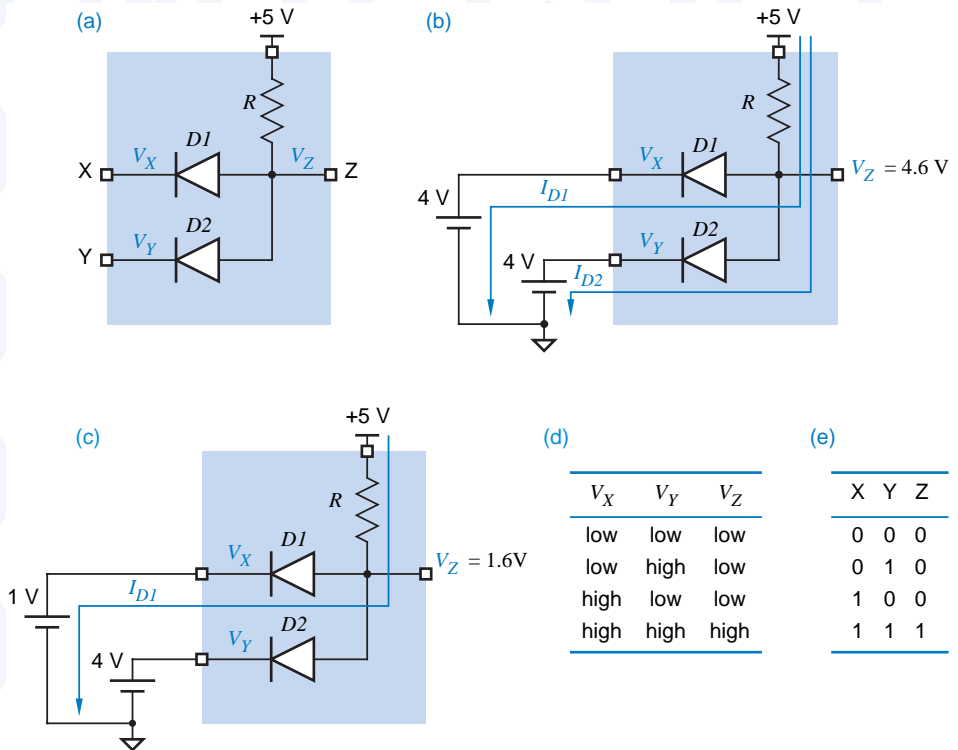 (a)
+5 V
R
D1
V_X
V_Z
X
Z
D2
V_Y
Y
(b)
+5 V
R
D1
V_X
V_Z = 4.6 V
I_D1
4 V
D2
V_Y
4 V
I_D2
(c)
+5 V
R
D1
V_X
V_Z = 1.6V
I_D1
1 V
D2
V_Y
4 V
(d)
V_X V_Y V_Z
low low low
low high low
high low low
high high high
(e)
X Y Z
0 0 0
0 1 0
1 0 0
1 1 1